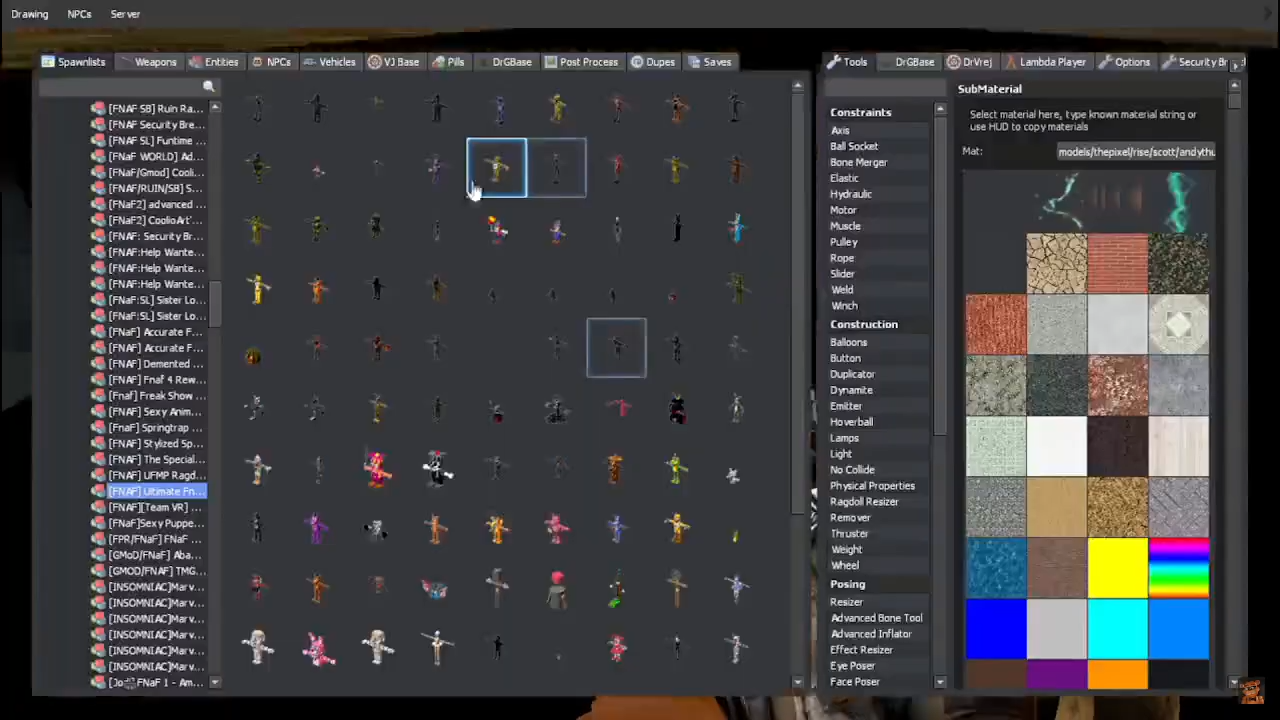 Drawing NPCs Server
Spawnlists Weapons Entities NPCs Vehicles VJ Base Pills DrGBase Post Process Dupes Saves
Tools DrGBase DrVrej Lambda Player Options Security Br
[FNAF SB] Ruin Ra...
[FNAF Security Bre...
[FNAF SL] Funtime
[FNaF WORLD] Ad...
[FNaF/Gmod] Cooli...
[FNAF/RUIN/SB] S...
[FNaF2] advanced ...
[FNaF2] CoolioArt'...
[FNAF: Security Br...
[FNAF:Help Wante...
[FNAF:Help Wante...
[FNAF:Help Wante...
[FNaF:SL] Sister Lo...
[FNaF:SL] Sister Lo...
[FNaF] Accurate F...
[FNAF] Accurate F...
[FNAF] Demented ...
[FNAF] Fnaf 4 Rew...
[FnaF] Freak Show ...
[FNAF] Sexy Anim...
[FnaF] Springtrap ...
[FNAF] Stylized Sp...
[FNAF] The Special...
[FNAF] UFMP Ragd...
[FNAF] Ultimate Fn...
[FNAF][Team VR] ...
[FNaF]Sexy Puppe...
[FPR/FNAF] FNaF ...
[GMoD/FNaF] Aba...
[GMOD/FNAF] TMG...
[INSOMNIAC]Marv...
[INSOMNIAC]Marv...
[INSOMNIAC]Marv...
[INSOMNIAC]Marv...
[INSOMNIAC]Marv...
[INSOMNIAC]Marv...
FNaF 1 - Am...
Constraints
Axis
Ball Socket
Bone Merger
Elastic
Hydraulic
Motor
Muscle
Pulley
Rope
Slider
Weld
Winch
Construction
Balloons
Button
Duplicator
Dynamite
Emitter
Hoverball
Lamps
Light
No Collide
Physical Properties
Ragdoll Resizer
Remover
Thruster
Weight
Wheel
Posing
Resizer
Advanced Bone Tool
Advanced Inflator
Effect Resizer
Eye Poser
Face Poser
SubMaterial
Select material here, type known material string or
use HUD to copy materials
Mat: models/thepixel/rise/scott/andythu